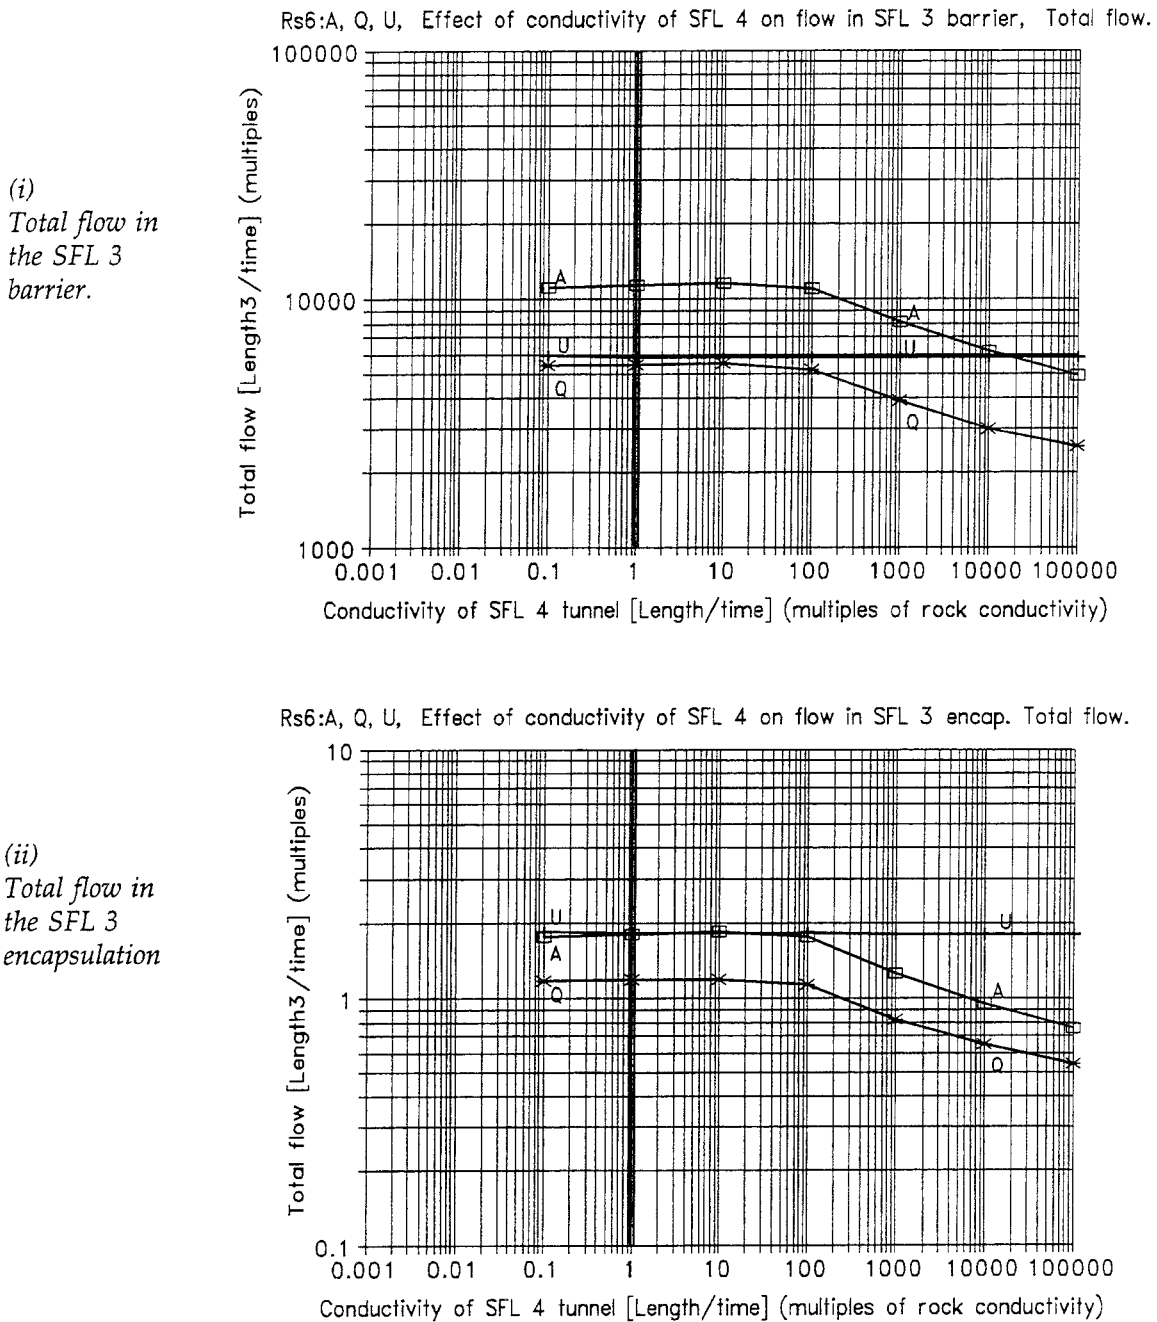 Rs6:A, Q, U, Effect of conductivity of SFL 4 on flow in SFL 3 barrier, Total flow.
(i)
Total flow in
the SFL 3
barrier.
Total flow [Length3/time] (multiples)
100000
10000
1000
A
A
U
U
Q
Q
0.001 0.01 0.1 1 10 100 1000 10000 100000
Conductivity of SFL 4 tunnel [Length/time] (multiples of rock conductivity)
Rs6:A, Q, U, Effect of conductivity of SFL 4 on flow in SFL 3 encap. Total flow.
(ii)
Total flow in
the SFL 3
encapsulation
Total flow [Length3/time] (multiples)
10
1
0.1
U
U
A
A
Q
Q
0.001 0.01 0.1 1 10 100 1000 10000 100000
Conductivity of SFL 4 tunnel [Length/time] (multiples of rock conductivity)